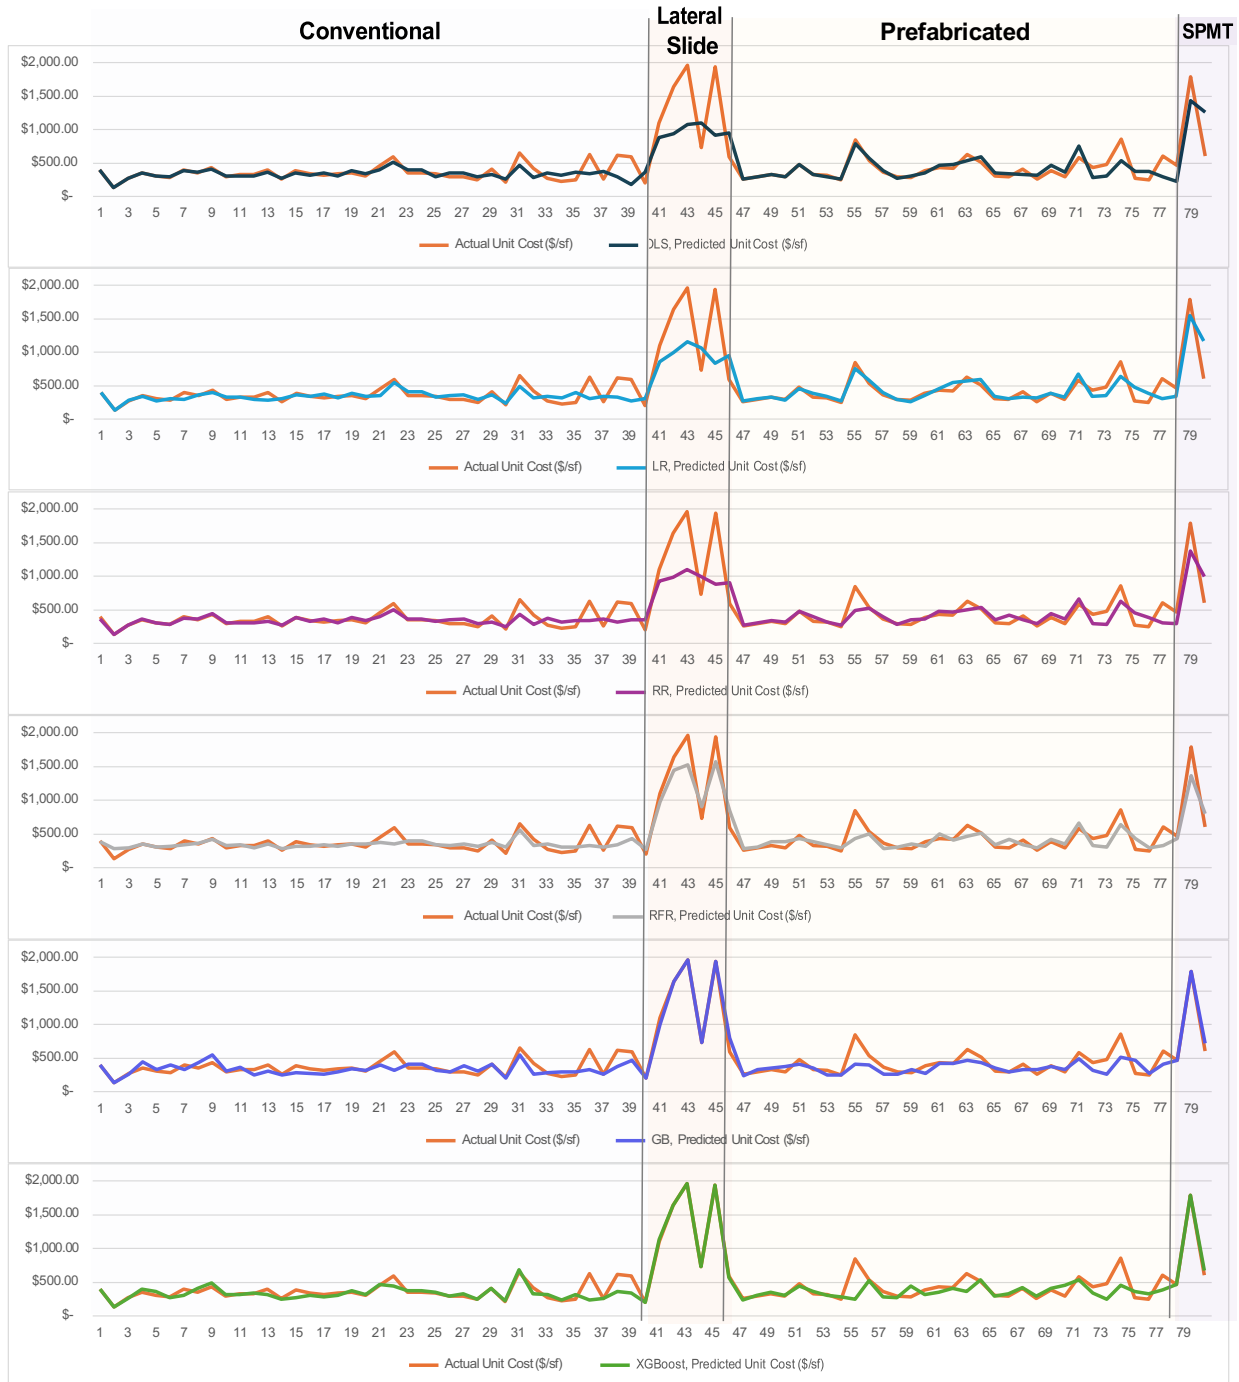 Conventional
Lateral
Slide
Prefabricated
SPMT
$2,000.00
$1,500.00
$1,000.00
$500.00
$-
1 3 5 7 9 11 13 15 17 19 21 23 25 27 29 31 33 35 37 39 41 43 45 47 49 51 53 55 57 59 61 63 65 67 69 71 73 75 77 79
Actual Unit Cost ($/sf) OLS, Predicted Unit Cost ($/sf)
$2,000.00
$1,500.00
$1,000.00
$500.00
$-
1 3 5 7 9 11 13 15 17 19 21 23 25 27 29 31 33 35 37 39 41 43 45 47 49 51 53 55 57 59 61 63 65 67 69 71 73 75 77 79
Actual Unit Cost ($/sf) LR, Predicted Unit Cost ($/sf)
$2,000.00
$1,500.00
$1,000.00
$500.00
$-
1 3 5 7 9 11 13 15 17 19 21 23 25 27 29 31 33 35 37 39 41 43 45 47 49 51 53 55 57 59 61 63 65 67 69 71 73 75 77 79
Actual Unit Cost ($/sf) RR, Predicted Unit Cost ($/sf)
$2,000.00
$1,500.00
$1,000.00
$500.00
$-
1 3 5 7 9 11 13 15 17 19 21 23 25 27 29 31 33 35 37 39 41 43 45 47 49 51 53 55 57 59 61 63 65 67 69 71 73 75 77 79
Actual Unit Cost ($/sf) RFR, Predicted Unit Cost ($/sf)
$2,000.00
$1,500.00
$1,000.00
$500.00
$-
1 3 5 7 9 11 13 15 17 19 21 23 25 27 29 31 33 35 37 39 41 43 45 47 49 51 53 55 57 59 61 63 65 67 69 71 73 75 77 79
Actual Unit Cost ($/sf) GB, Predicted Unit Cost ($/sf)
$2,000.00
$1,500.00
$1,000.00
$500.00
$-
1 3 5 7 9 11 13 15 17 19 21 23 25 27 29 31 33 35 37 39 41 43 45 47 49 51 53 55 57 59 61 63 65 67 69 71 73 75 77 79
Actual Unit Cost ($/sf) XGBoost, Predicted Unit Cost ($/sf)